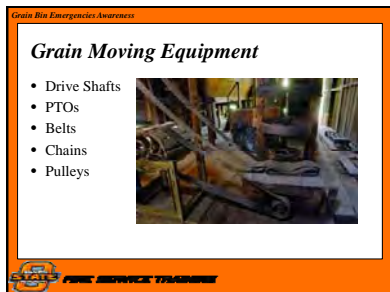 Grain Bin Emergencies Awareness
Grain Moving Equipment
• Drive Shafts
• PTOs
• Belts
• Chains
• Pulleys
STATE FIRE SERVICE TRAINING